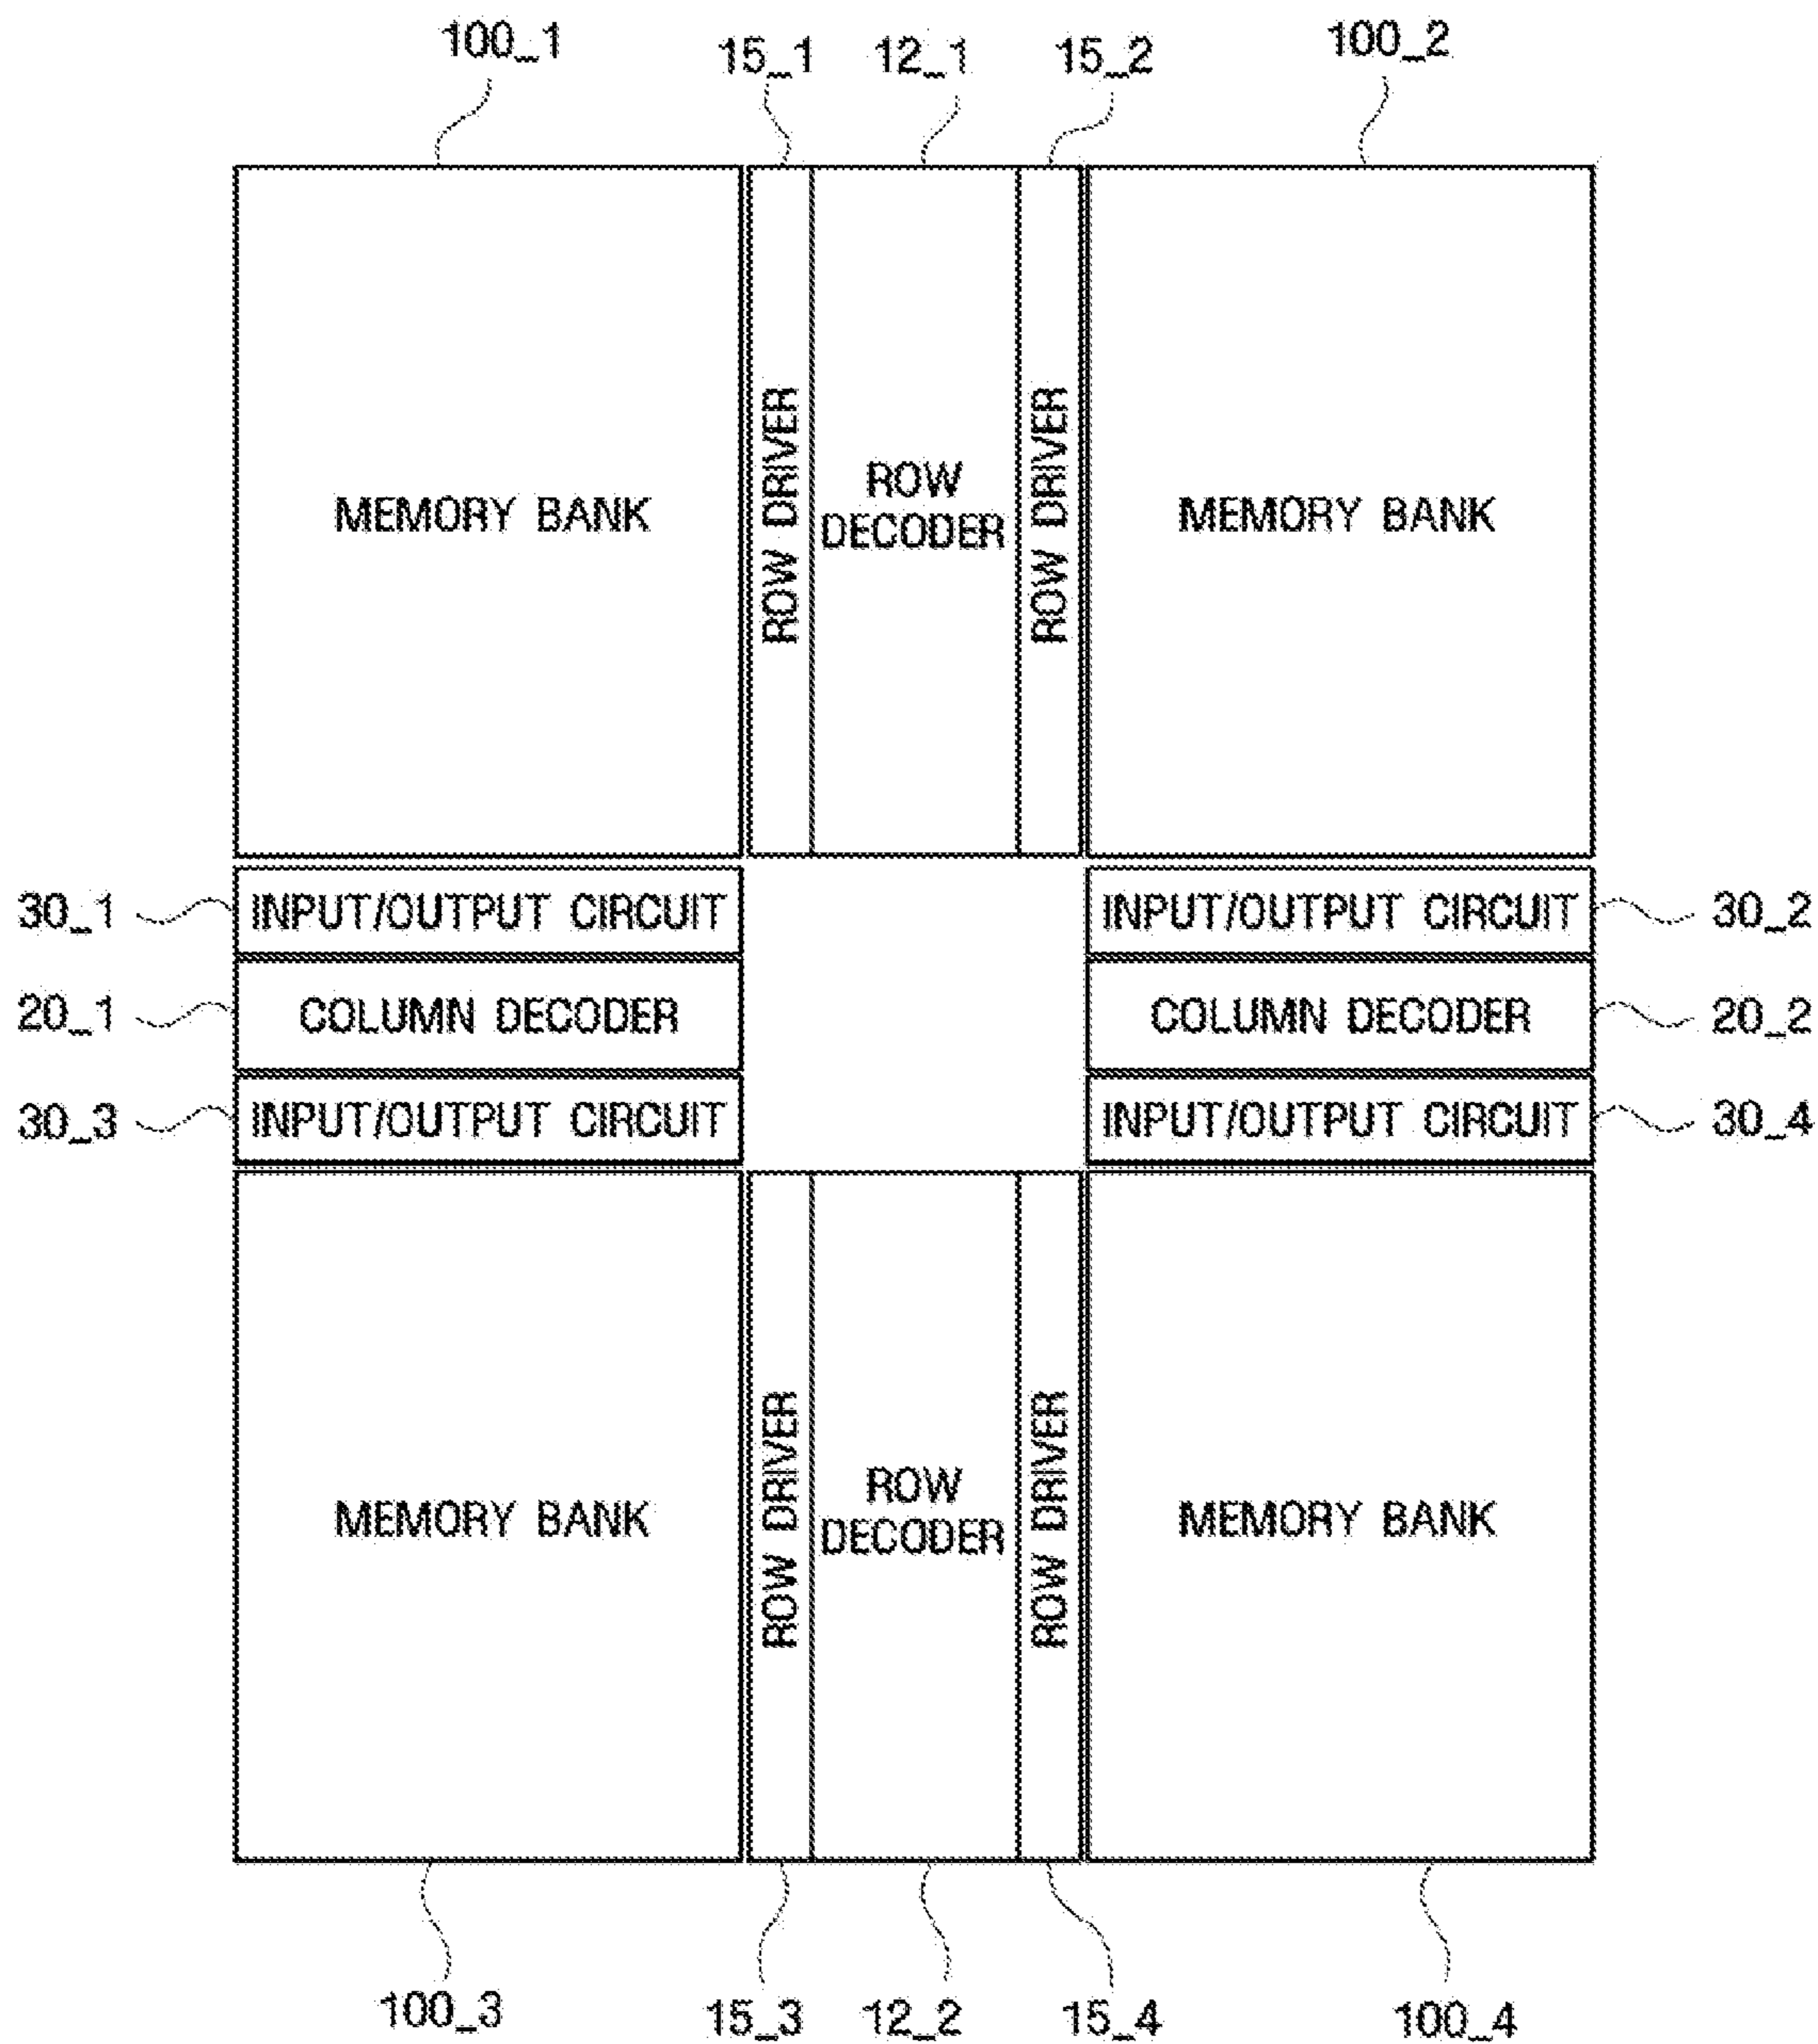 100_1
15_1
12_1
15_2
100_2
MEMORY BANK
ROW DRIVER
ROW
DECODER
ROW DRIVER
MEMORY BANK
30_1
INPUT/OUTPUT CIRCUIT
INPUT/OUTPUT CIRCUIT
30_2
20_1
COLUMN DECODER
COLUMN DECODER
20_2
30_3
INPUT/OUTPUT CIRCUIT
INPUT/OUTPUT CIRCUIT
30_4
MEMORY BANK
ROW DRIVER
ROW
DECODER
ROW DRIVER
MEMORY BANK
100_3
15_3
12_2
15_4
100_4